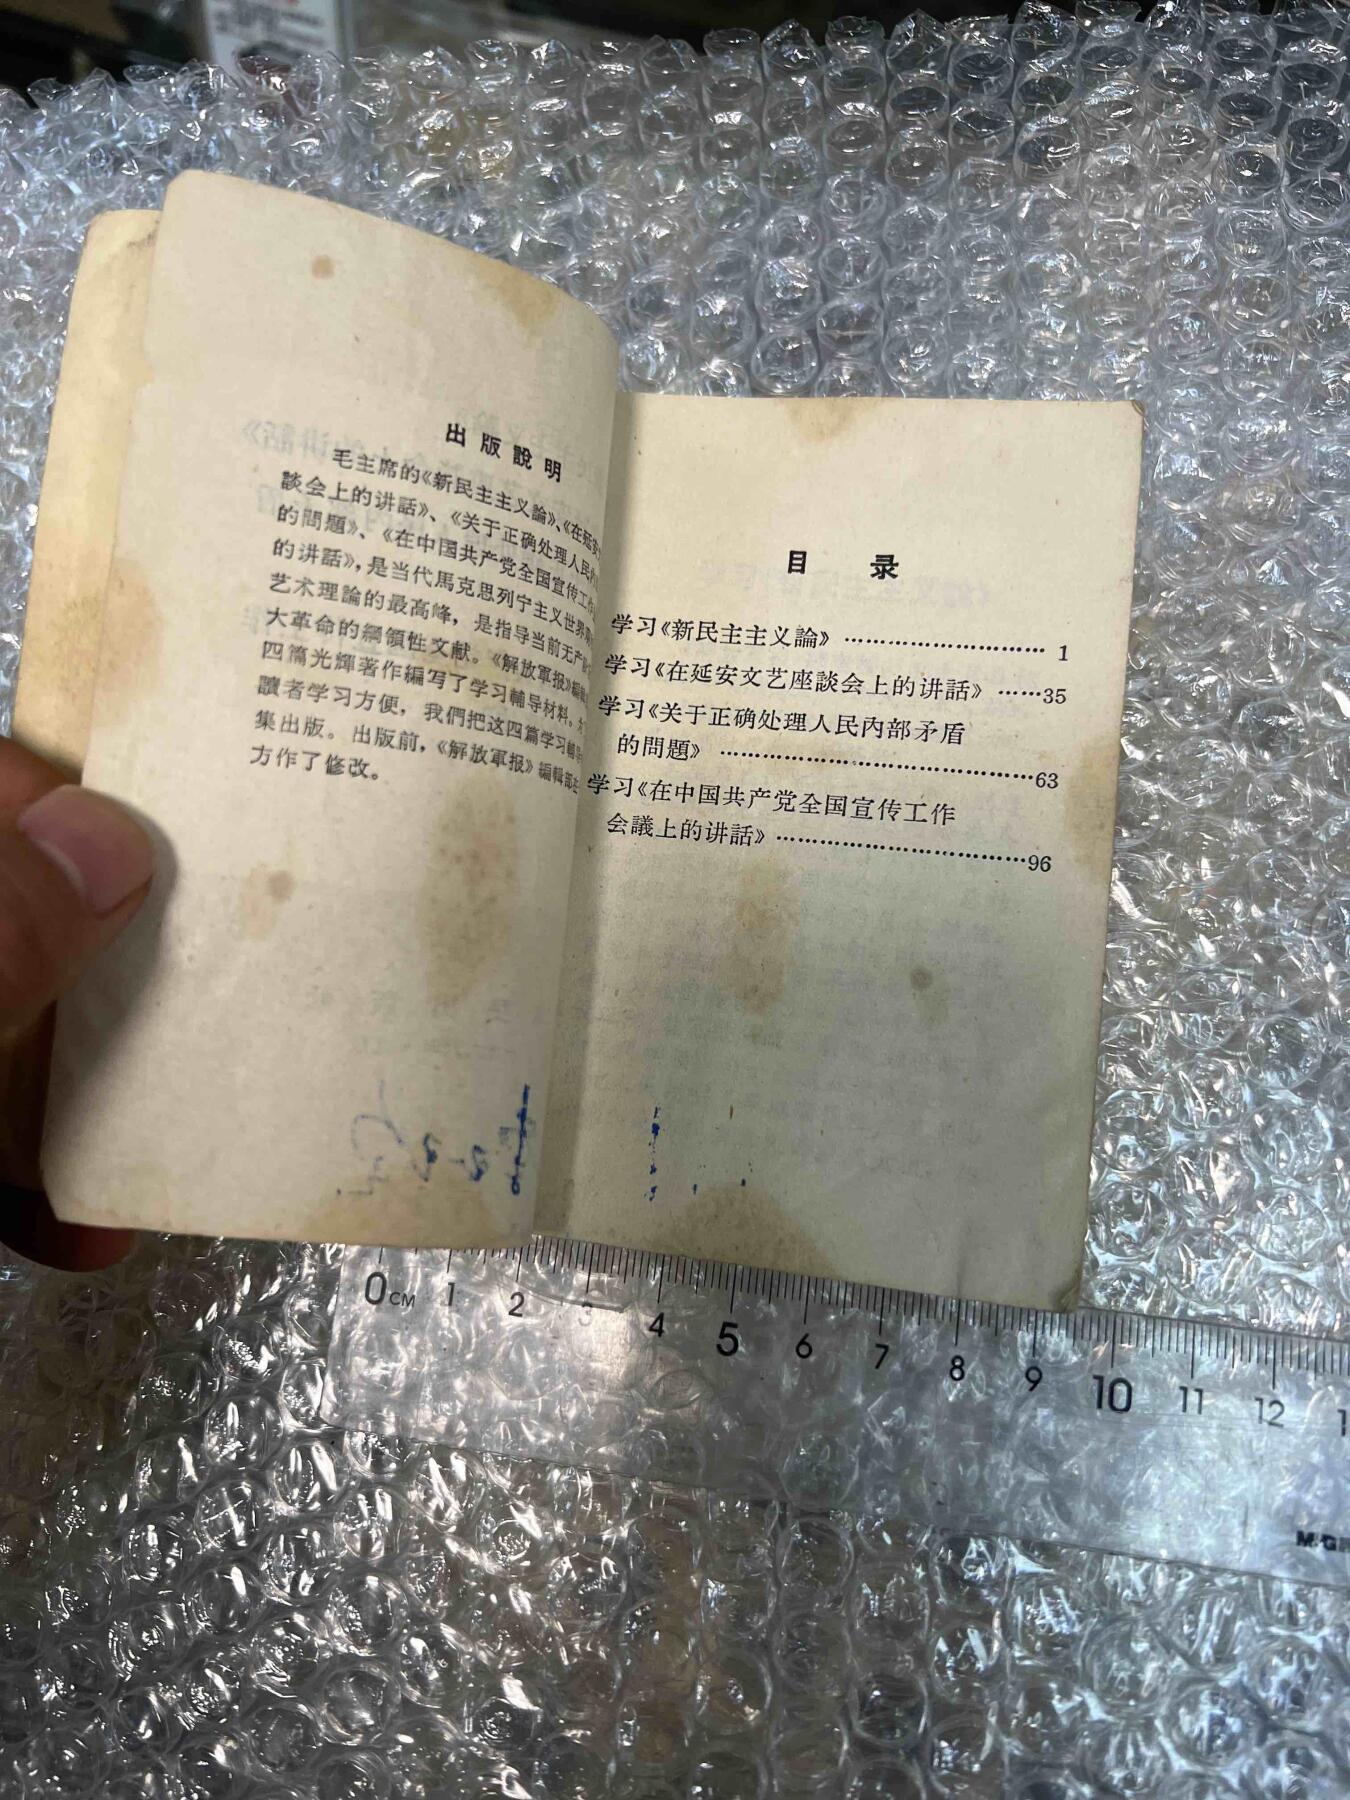 出版說明
毛主席的《新民主主义論》、《在延安
談会上的讲話》、《关于正确处理人民內
的問題》、《在中国共产党全国宣传工作
的讲話》，是当代馬克思列宁主义世界
艺术理論的最高峰，是指导当前无产
大革命的綱領性文献。《解放軍报》編
四篇光輝著作編写了学习輔导材料。
讀者学习方便，我們把这四篇学习輔
集出版。出版前，《解放軍报》編輯部
方作了修改。
目录
学习《新民主主义論》……………………1
学习《在延安文艺座談会上的讲話》……35
学习《关于正确处理人民內部矛盾
的問題》………………………………63
学习《在中国共产党全国宣传工作
会議上的讲話》…………………………96
0CM 1 2 3 4 5 6 7 8 9 10 11 12